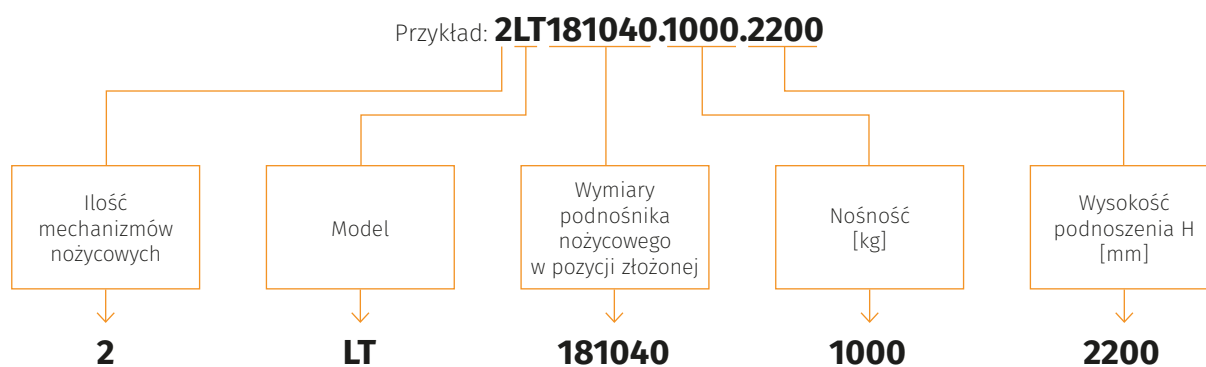 Przykład: 2LT181040.1000.2200
Ilość
mechanizmów
nożycowych
Model
Wymiary
podnośnika
nożycowego
w pozycji złożonej
Nośność
[kg]
Wysokość
podnoszenia H
[mm]
2
LT
181040
1000
2200